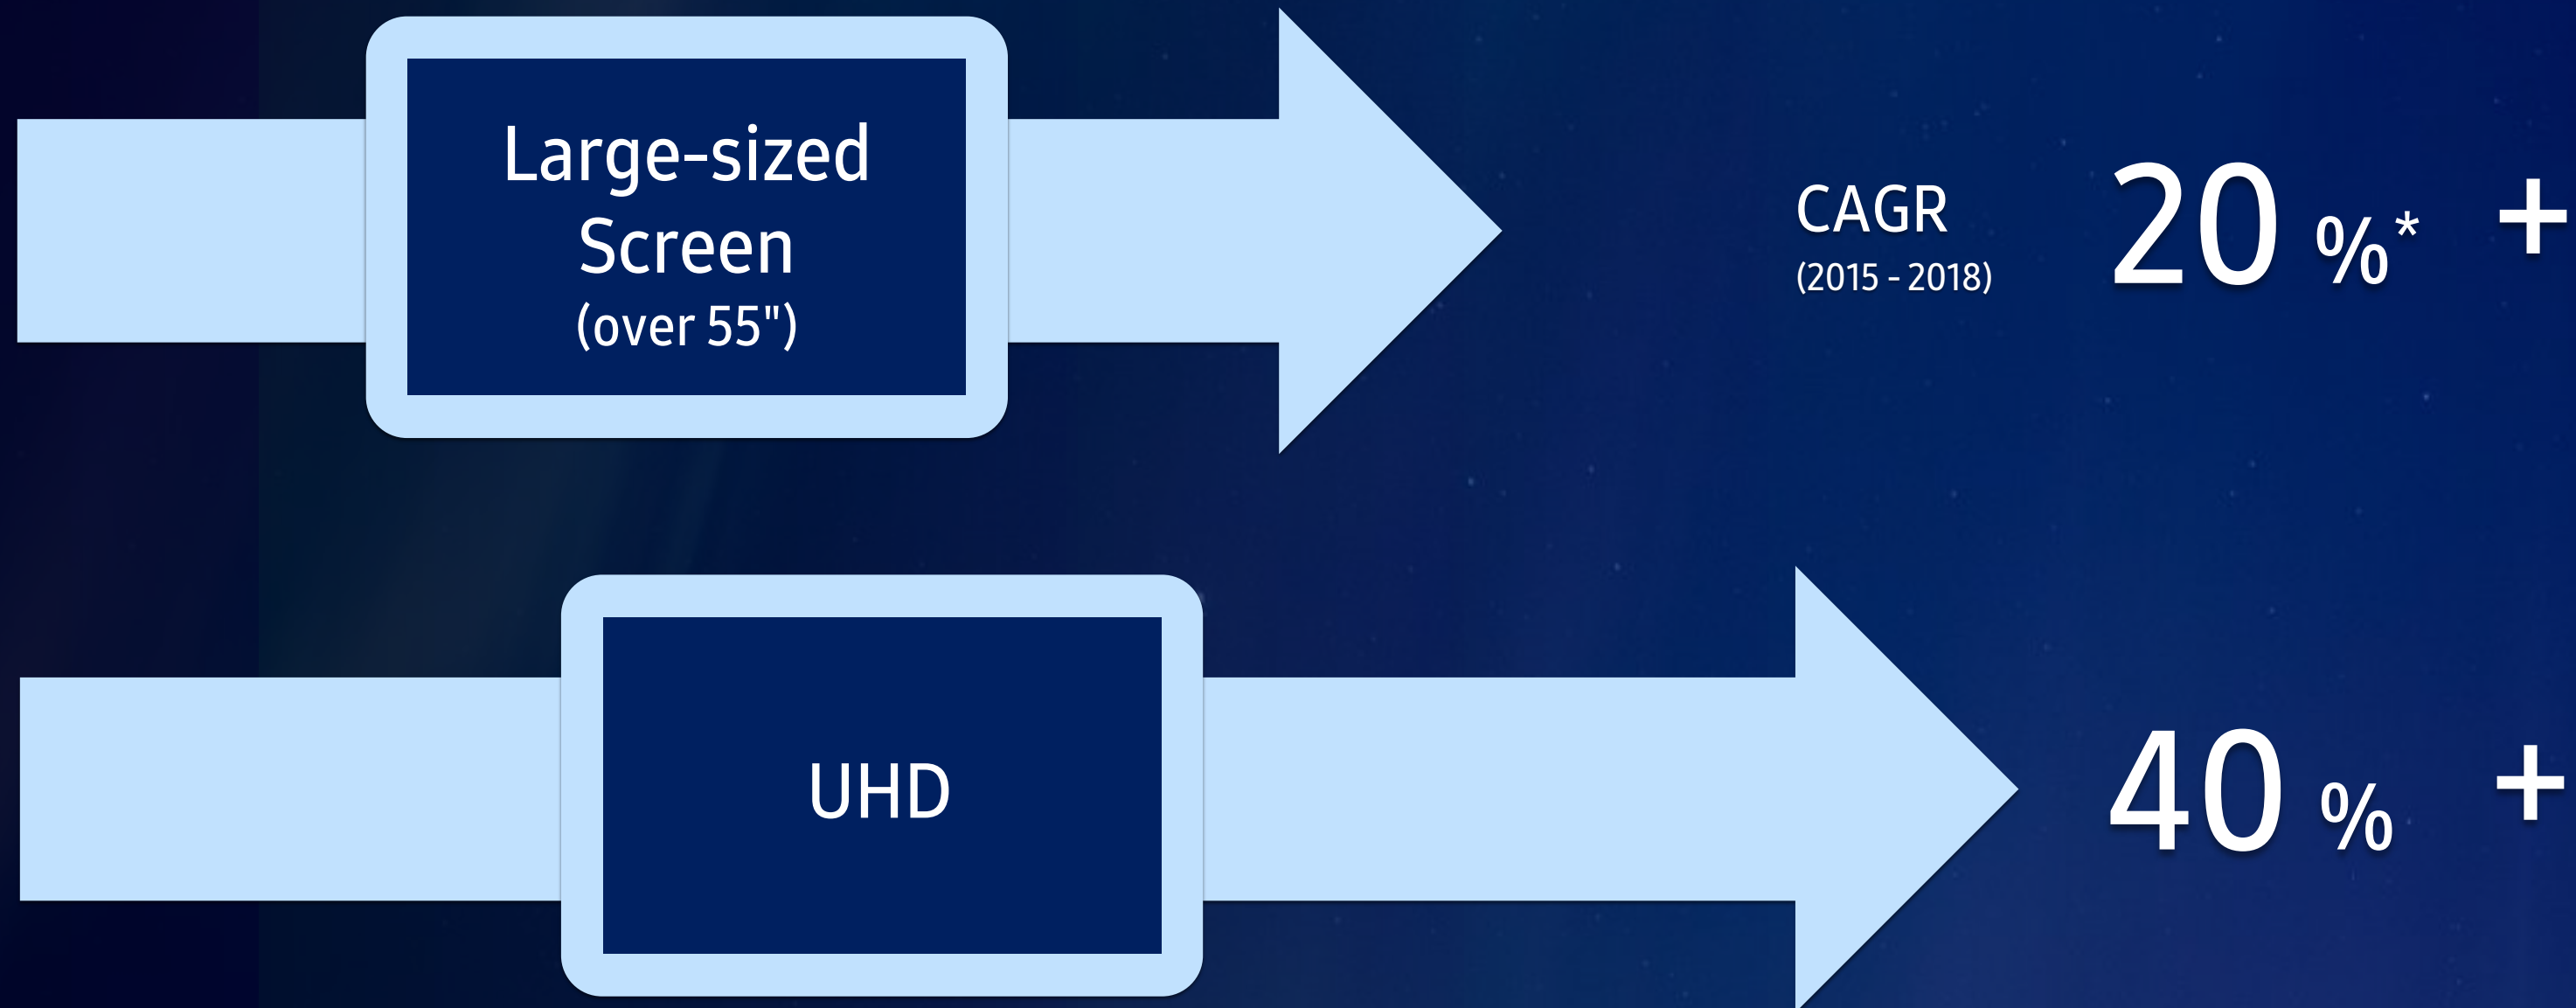 Large-sized
Screen
(over 55")
CAGR
(2015 - 2018)
20 %* +
UHD
40 % +